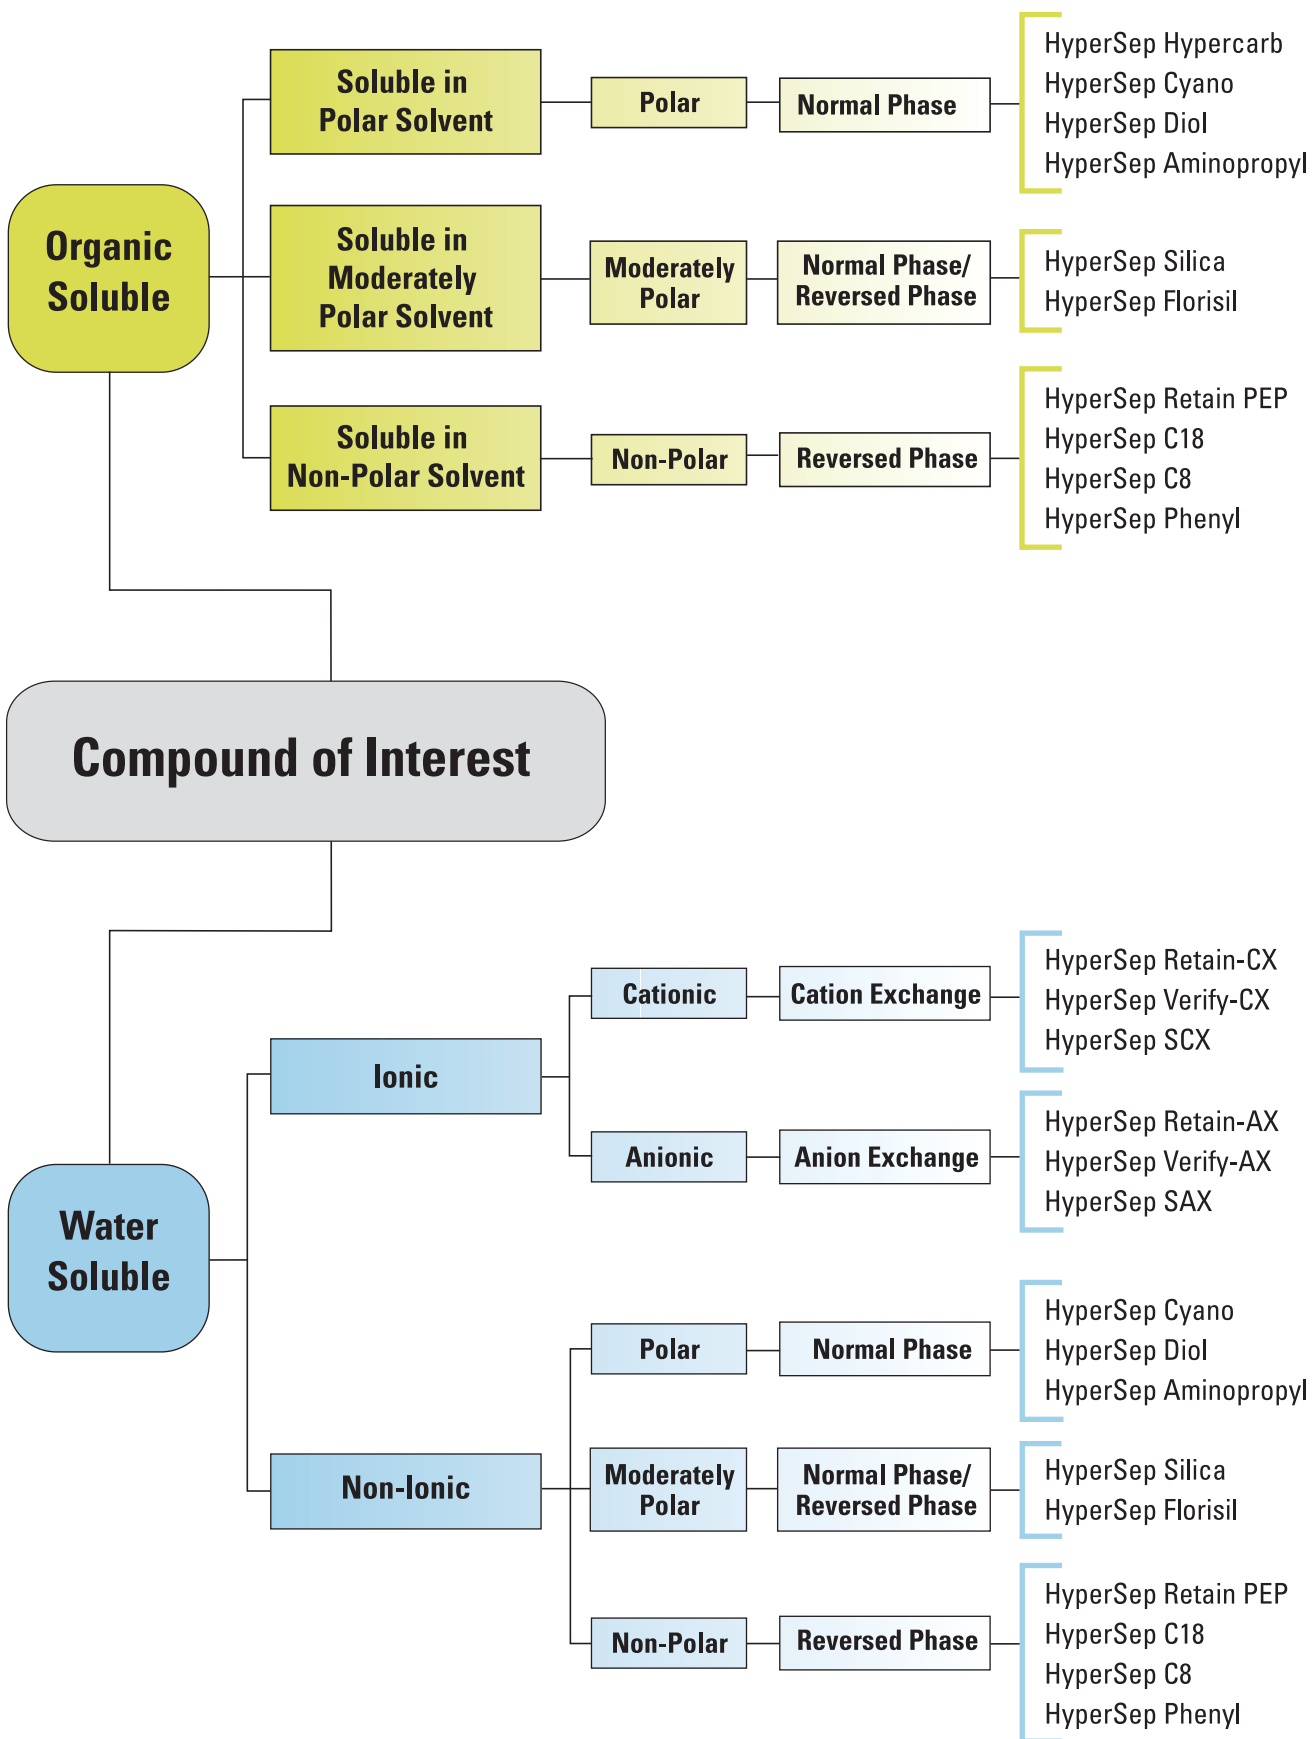 Soluble in
Polar Solvent
Polar
Normal Phase
HyperSep Hypercarb
HyperSep Cyano
HyperSep Diol
HyperSep Aminopropyl
Organic
Soluble
Soluble in
Moderately
Polar Solvent
Moderately
Polar
Normal Phase/
Reversed Phase
HyperSep Silica
HyperSep Florisil
Soluble in
Non-Polar Solvent
Non-Polar
Reversed Phase
HyperSep Retain PEP
HyperSep C18
HyperSep C8
HyperSep Phenyl
Compound of Interest
Water
Soluble
Ionic
Cationic
Cation Exchange
HyperSep Retain-CX
HyperSep Verify-CX
HyperSep SCX
Anionic
Anion Exchange
HyperSep Retain-AX
HyperSep Verify-AX
HyperSep SAX
Non-Ionic
Polar
Normal Phase
HyperSep Cyano
HyperSep Diol
HyperSep Aminopropyl
Moderately
Polar
Normal Phase/
Reversed Phase
HyperSep Silica
HyperSep Florisil
Non-Polar
Reversed Phase
HyperSep Retain PEP
HyperSep C18
HyperSep C8
HyperSep Phenyl